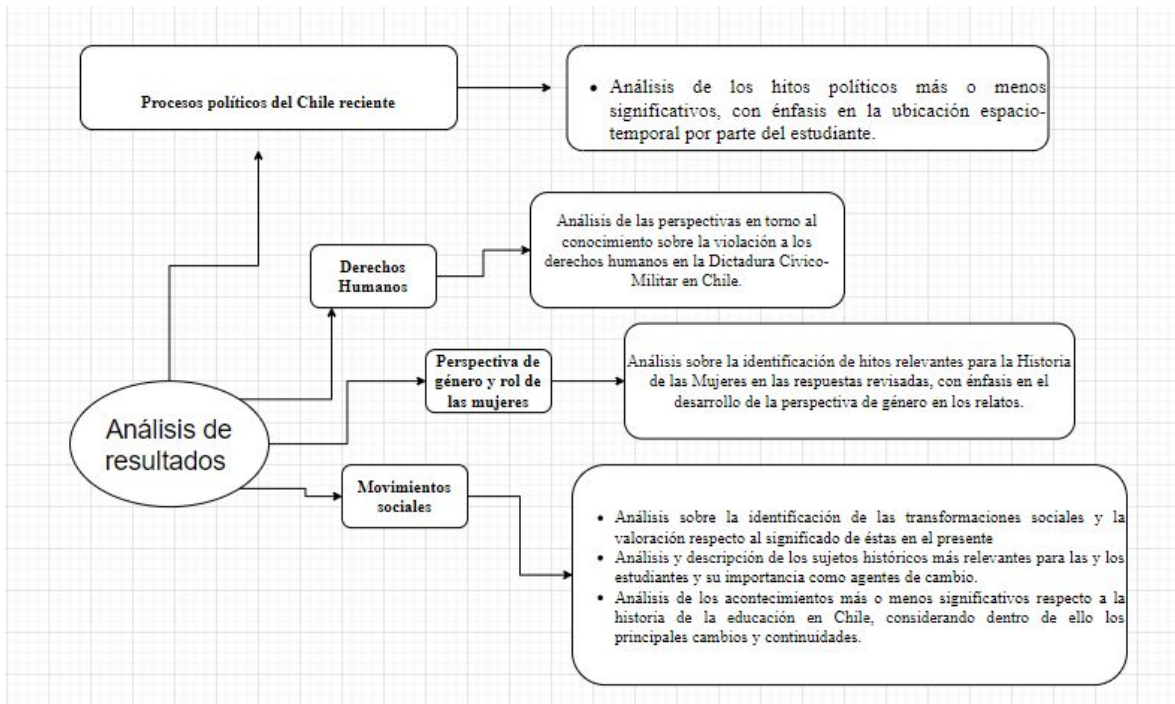 Procesos políticos del Chile reciente
• Análisis de los hitos políticos más o menos
significativos, con énfasis en la ubicación espacio-
temporal por parte del estudiante.
Derechos
Humanos
Análisis de las perspectivas en torno al
conocimiento sobre la violación a los
derechos humanos en la Dictadura Cívico-
Militar en Chile.
Perspectiva de
género y rol de
las mujeres
Análisis sobre la identificación de hitos relevantes para la Historia
de las Mujeres en las respuestas revisadas, con énfasis en el
desarrollo de la perspectiva de género en los relatos.
Análisis de
resultados
Movimientos
sociales
• Análisis sobre la identificación de las transformaciones sociales y la
valoración respecto al significado de éstas en el presente
• Análisis y descripción de los sujetos históricos más relevantes para las y los
estudiantes y su importancia como agentes de cambio.
• Análisis de los acontecimientos más o menos significativos respecto a la
historia de la educación en Chile, considerando dentro de ello los
principales cambios y continuidades.